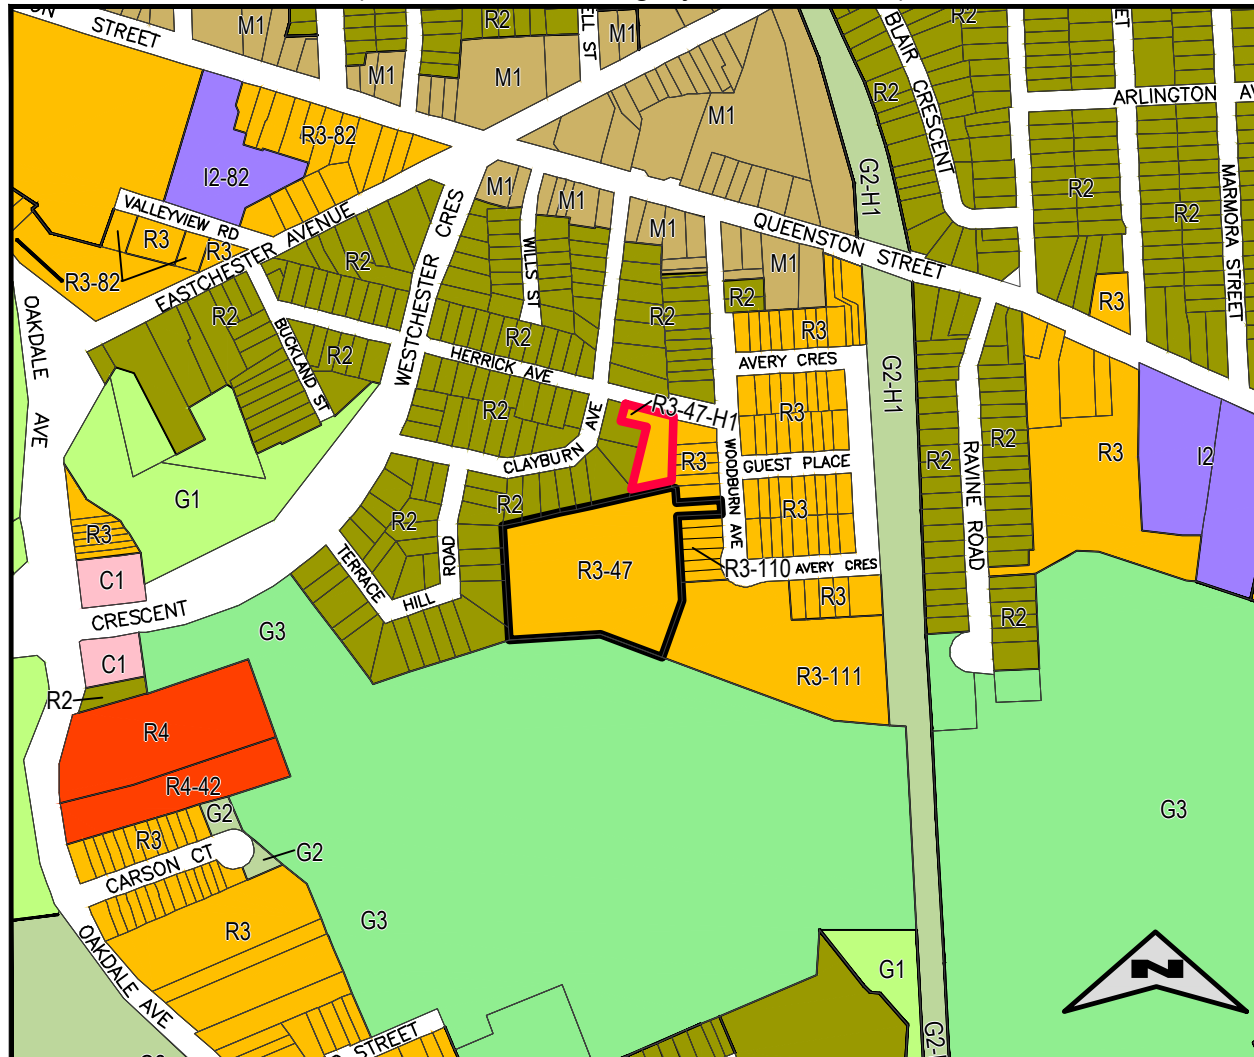 STREET
M1
R2
M1
R2
BLAIR CRESCENT
M1
M1
R2
ARLINGTON
M1
R3-82
I2-82
G2-H1
R2
MARMORA STREET
VALLEYVIEW RD
M1
M1
R2
R3
R3
EASTCHESTER AVENUE
WESTCHESTER CRES
M1
QUEENSTON STREET
R3-82
R2
WILLS ST
M1
OAKDALE AVE
R2
BUCKLAND ST
R2
R2
R3
R2
R2
R3
HERRICK AVE
AVERY CRES
G2-H1
R2
R3-47-H1
R3
CLAYBURN AVE
WOODBURN AVE
R2
R3
GUEST PLACE
R2
R3
I2
G1
R2
R2
R3
RAVINE ROAD
R3
TERRACE HILL ROAD
R3-47
R3-110
AVERY CRES
C1
R3
CRESCENT
G3
R2
C1
R3-111
R2
R4
R4-42
G2
G3
R3
G2
CARSON CT
R3
G3
OAKDALE AVE
G1
N
STREET